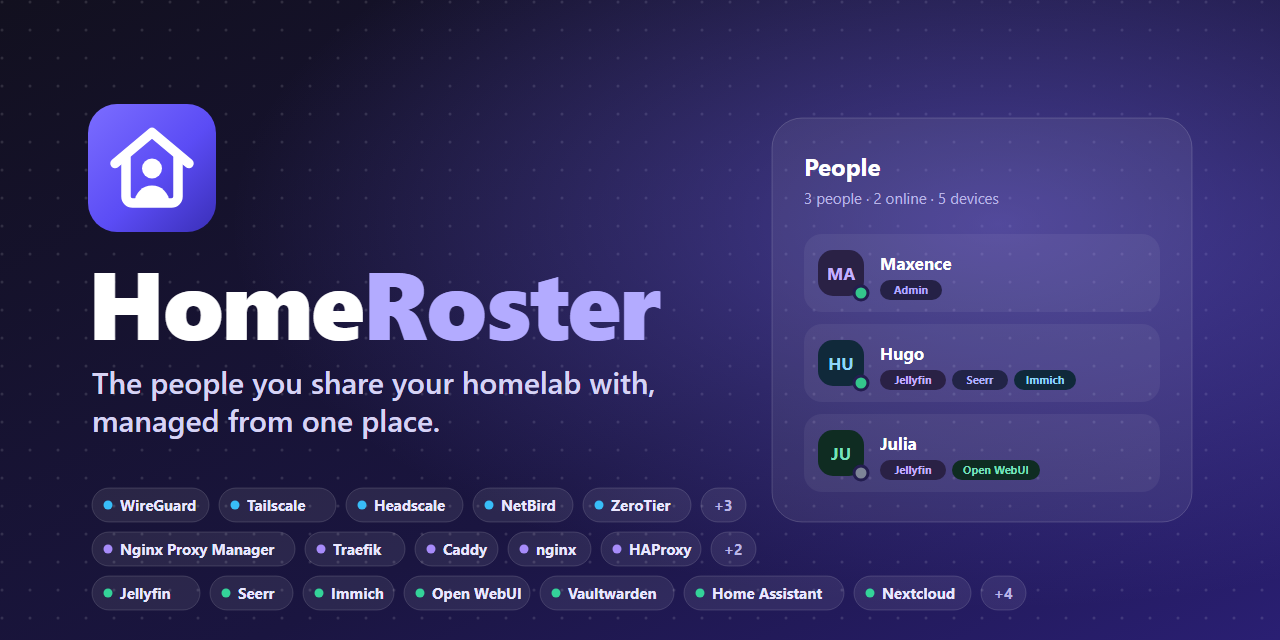 HomeRoster
The people you share your homelab with,
managed from one place.
WireGuard Tailscale Headscale NetBird ZeroTier +3
Nginx Proxy Manager Traefik Caddy nginx HAProxy +2
Jellyfin Seerr Immich Open WebUI Vaultwarden Home Assistant Nextcloud +4
People
3 people · 2 online · 5 devices
MA Maxence
Admin
HU Hugo
Jellyfin Seerr Immich
JU Julia
Jellyfin Open WebUI